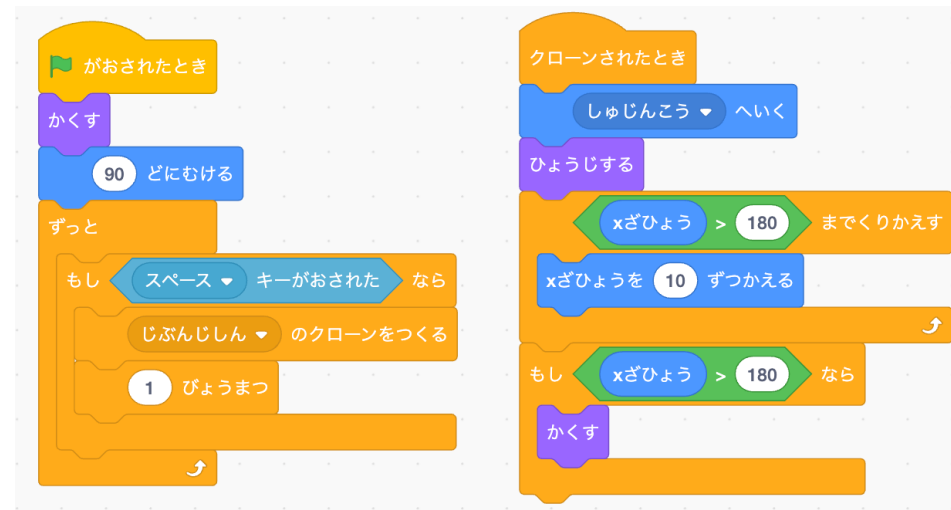 がおされたとき
かくす
90 どにむける
ずっと
もし スペース キーがおされた なら
じぶんじしん のクローンをつくる
1 びょうまつ
クローンされたとき
しゅじんこう へいく
ひょうじする
xざひょう > 180 までくりかえす
xざひょうを 10 ずつかえる
もし xざひょう > 180 なら
かくす